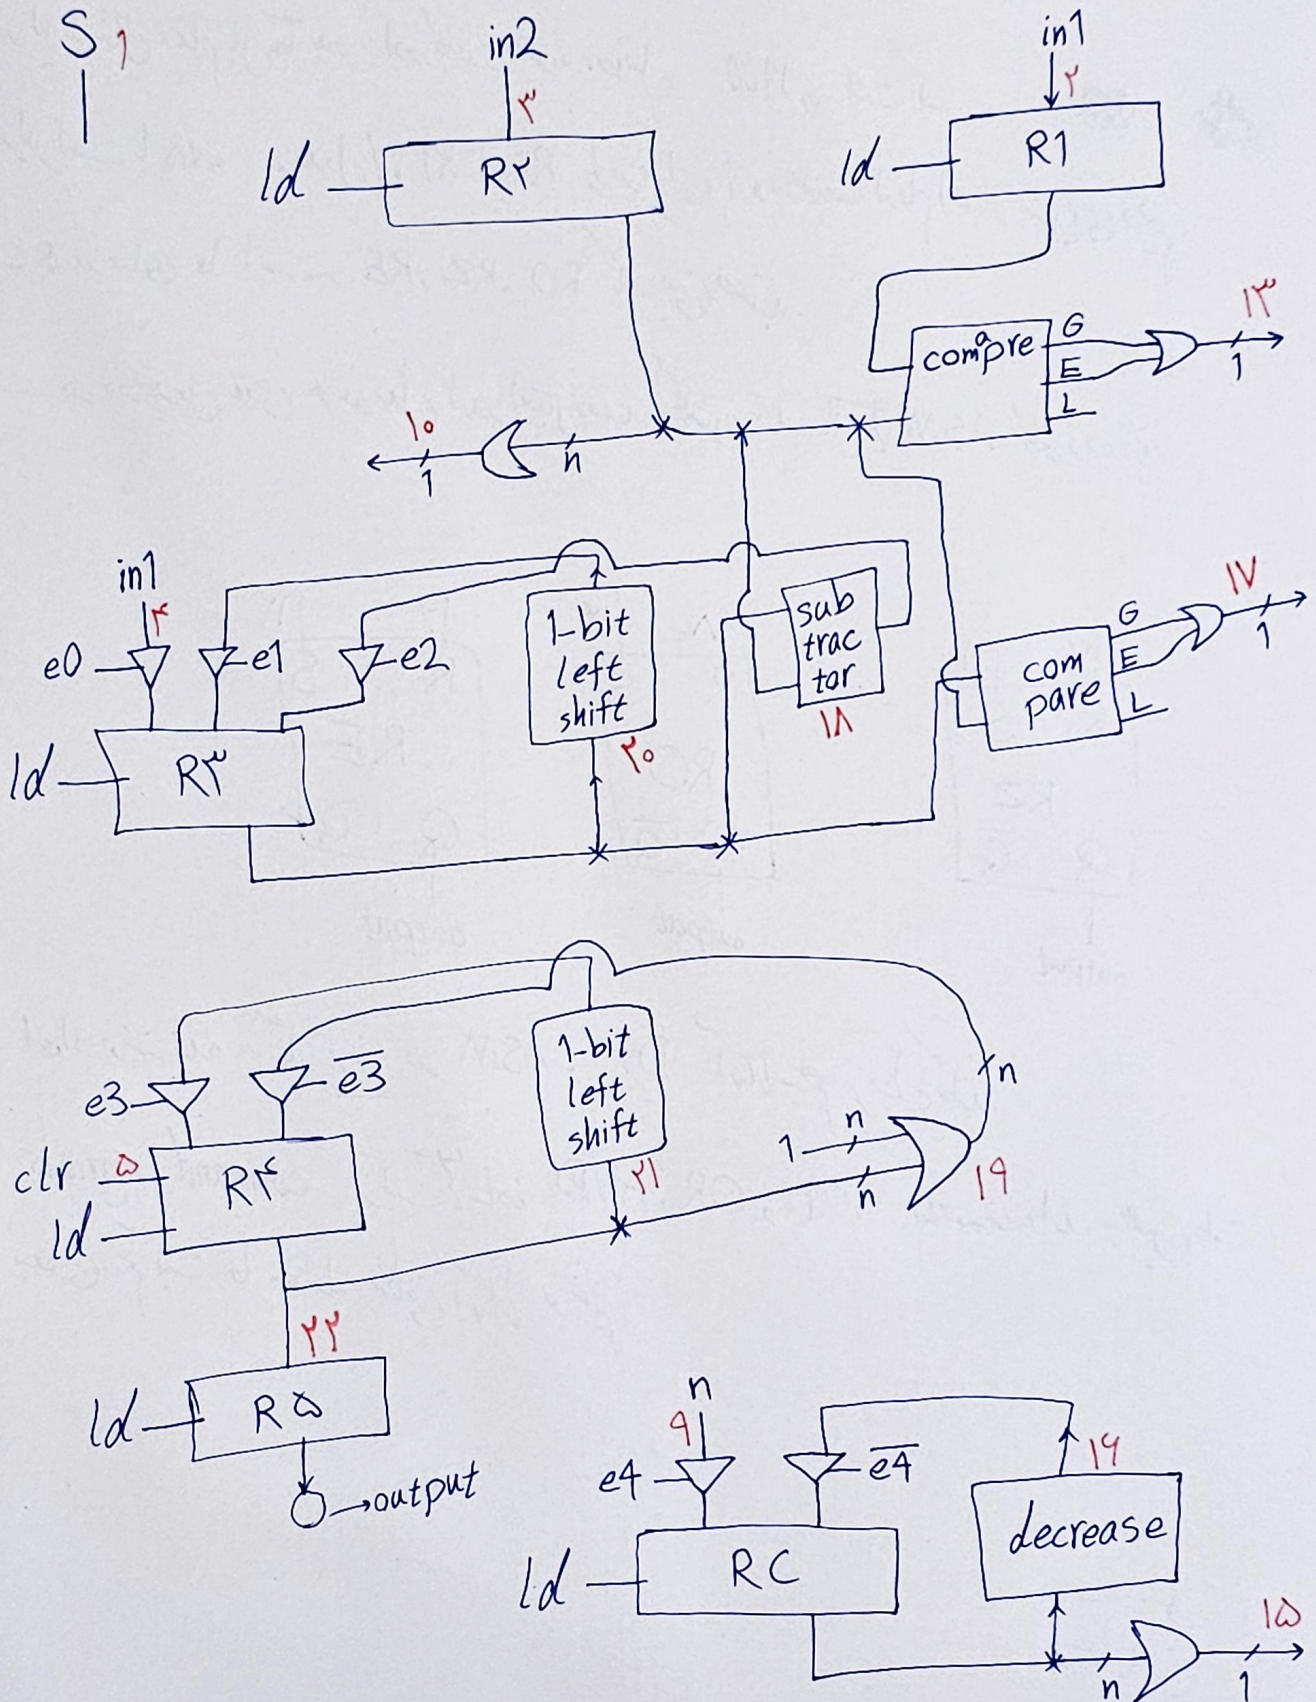 S ۱
in2
in1
۳
۲
ld
R۲
ld
R1
compare
G
E
L
۱۳
1
۱۰
1
n
in1
۴
e0
e1
e2
1-bit
left
shift
۲۰
sub
trac
tor
۱۸
com
pare
G
E
L
۱۷
1
ld
R۳
e3
e3
1-bit
left
shift
۲۱
n
1
n
n
۱۹
clr ۵
R۴
ld
۲۲
ld
R۵
output
n
۹
e4
e4
۱۶
decrease
ld
RC
n
۱۵
1